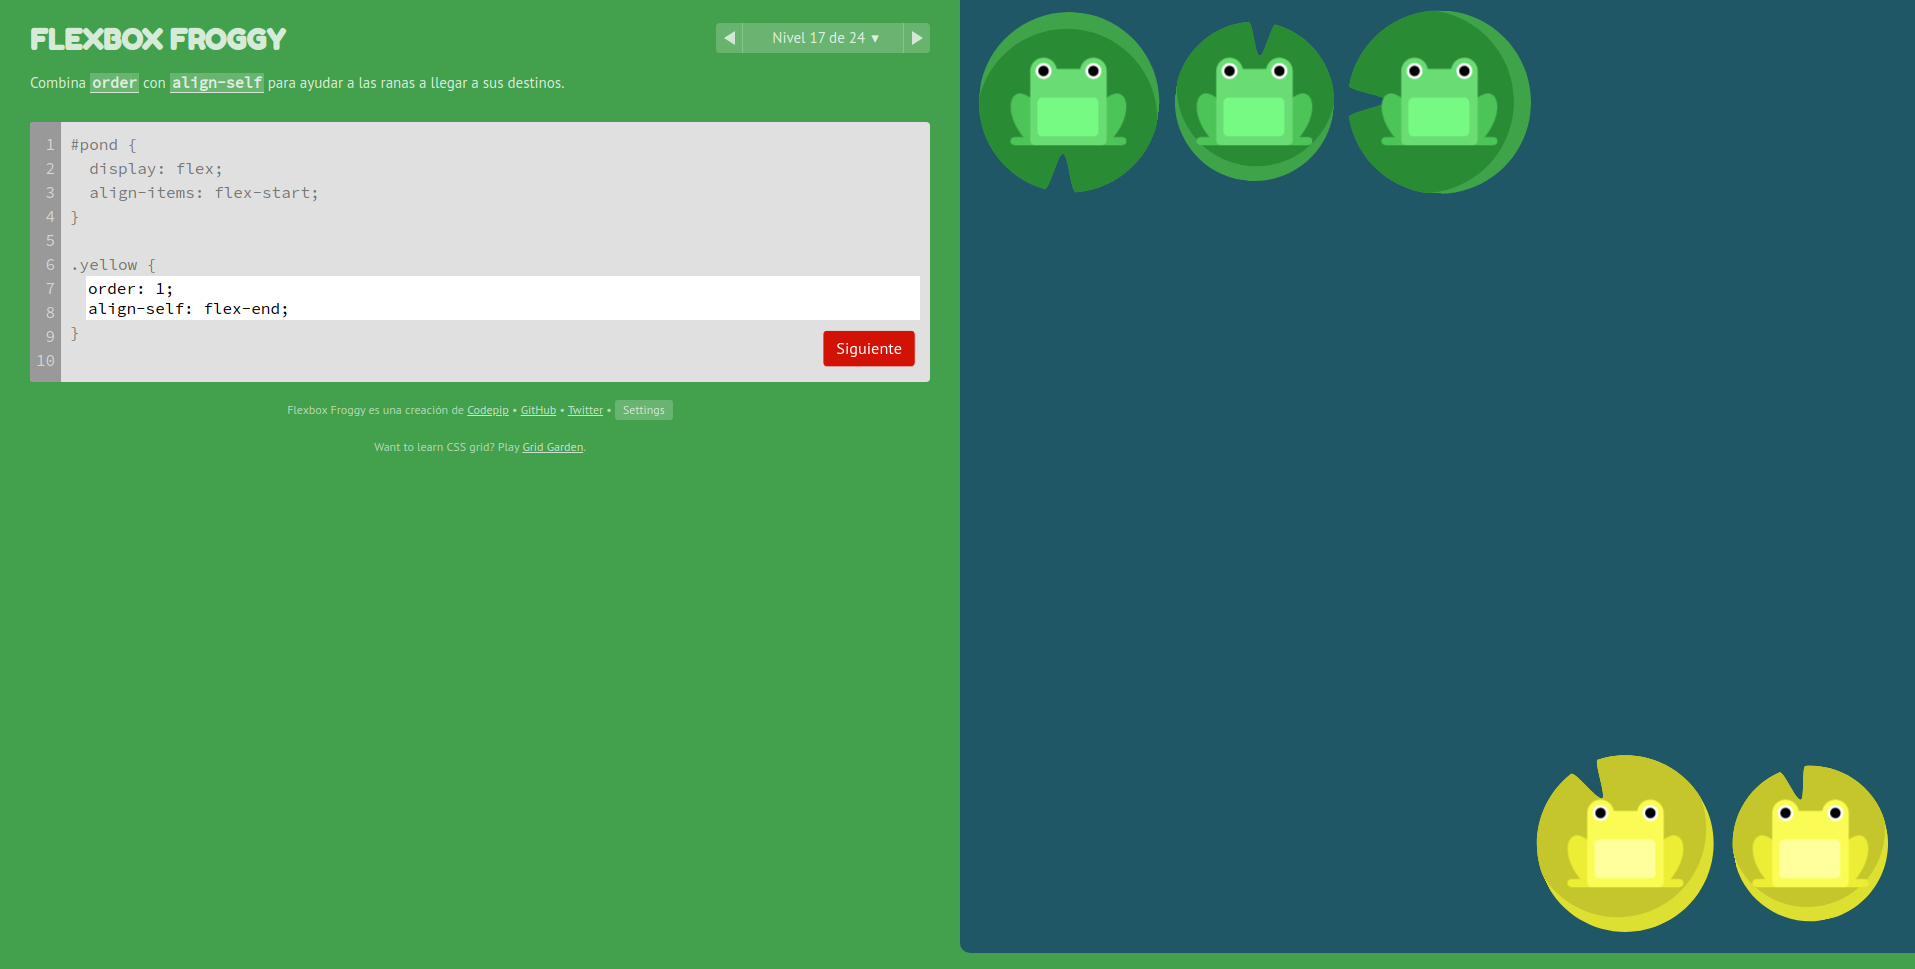 FLEXBOX FROGGY
◀ Nivel 17 de 24 ▾ ▶
Combina order con align-self para ayudar a las ranas a llegar a sus destinos.
1 #pond {
2 display: flex;
3 align-items: flex-start;
4 }
5
6 .yellow {
7 order: 1;
8 align-self: flex-end;
9 }
10
Siguiente
Flexbox Froggy es una creación de Codepip • GitHub • Twitter • Settings
Want to learn CSS grid? Play Grid Garden.